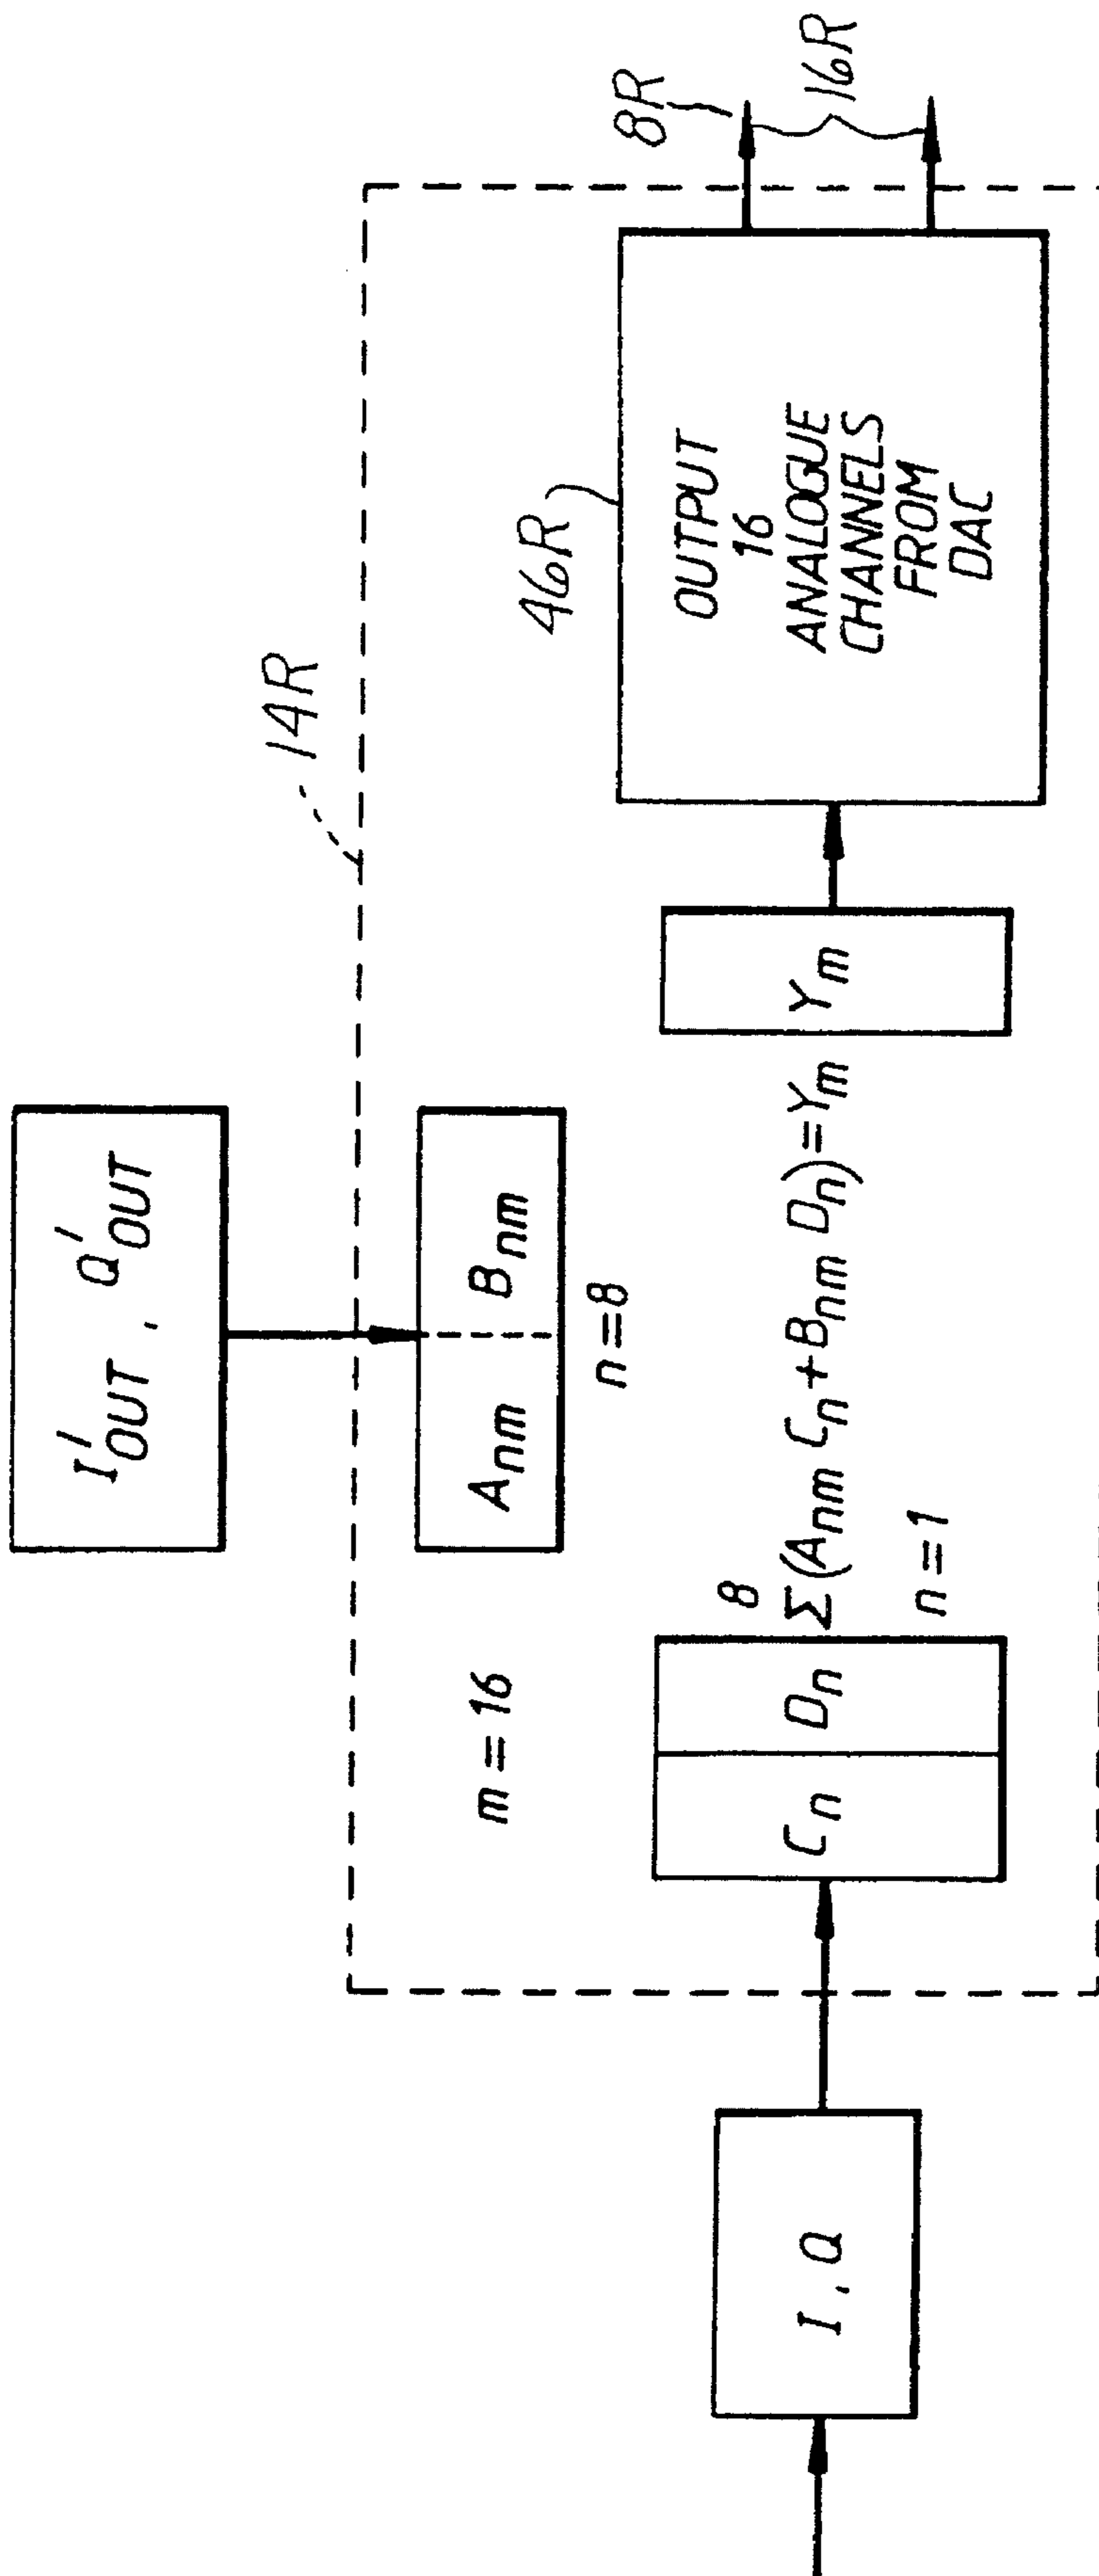 I'OUT , Q'OUT
14R
Anm Bnm
m = 16
n=8
46R
8R
16R
I , Q
Cn Dn
8
Σ(Anm Cn + Bnm Dn)=Ym
n=1
Ym
OUTPUT
16
ANALOGUE
CHANNELS
FROM
DAC